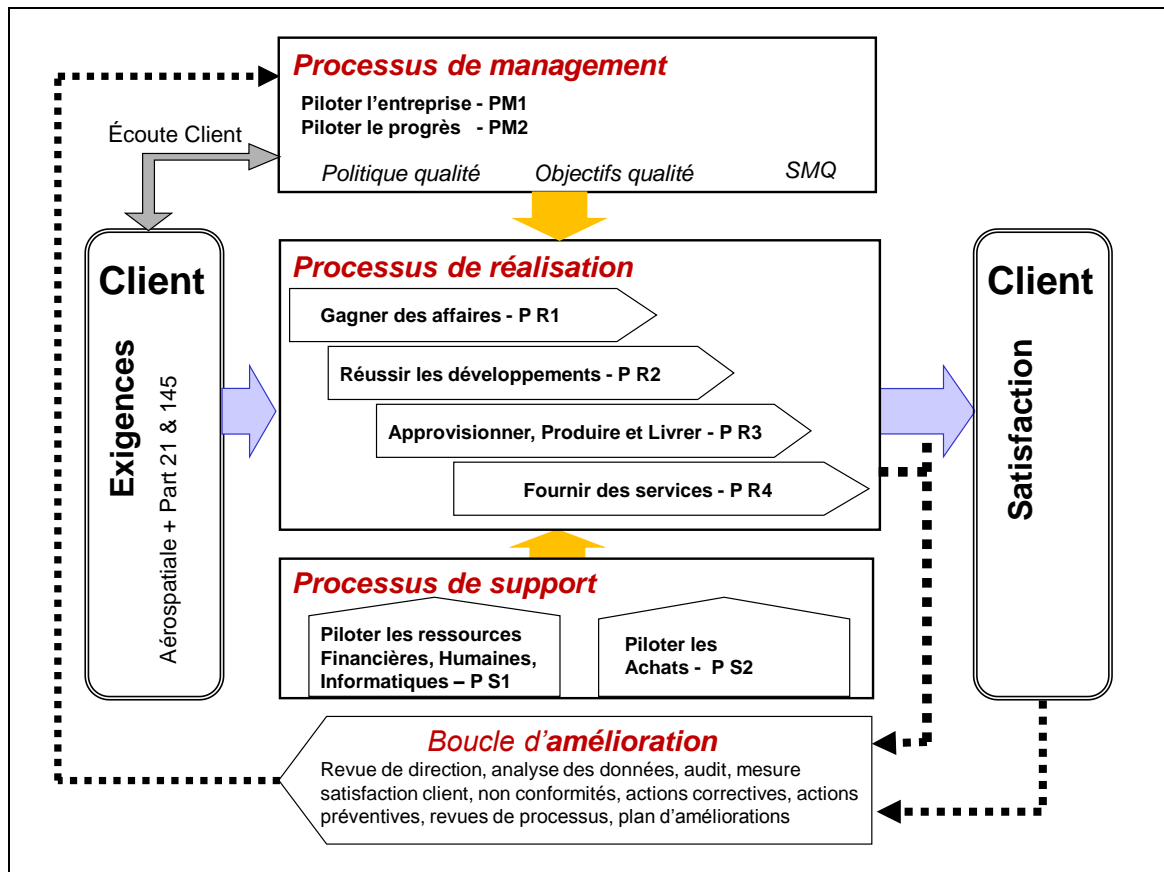 Processus de management
Piloter l’entreprise - PM1
Piloter le progrès - PM2
Politique qualité Objectifs qualité SMQ
Écoute Client
Client
Exigences
Aérospatiale + Part 21 & 145
Processus de réalisation
Gagner des affaires - P R1
Réussir les développements - P R2
Approvisionner, Produire et Livrer - P R3
Fournir des services - P R4
Client
Satisfaction
Processus de support
Piloter les ressources
Financières, Humaines,
Informatiques – P S1
Piloter les
Achats - P S2
Boucle d’amélioration
Revue de direction, analyse des données, audit, mesure
satisfaction client, non conformités, actions correctives, actions
préventives, revues de processus, plan d’améliorations